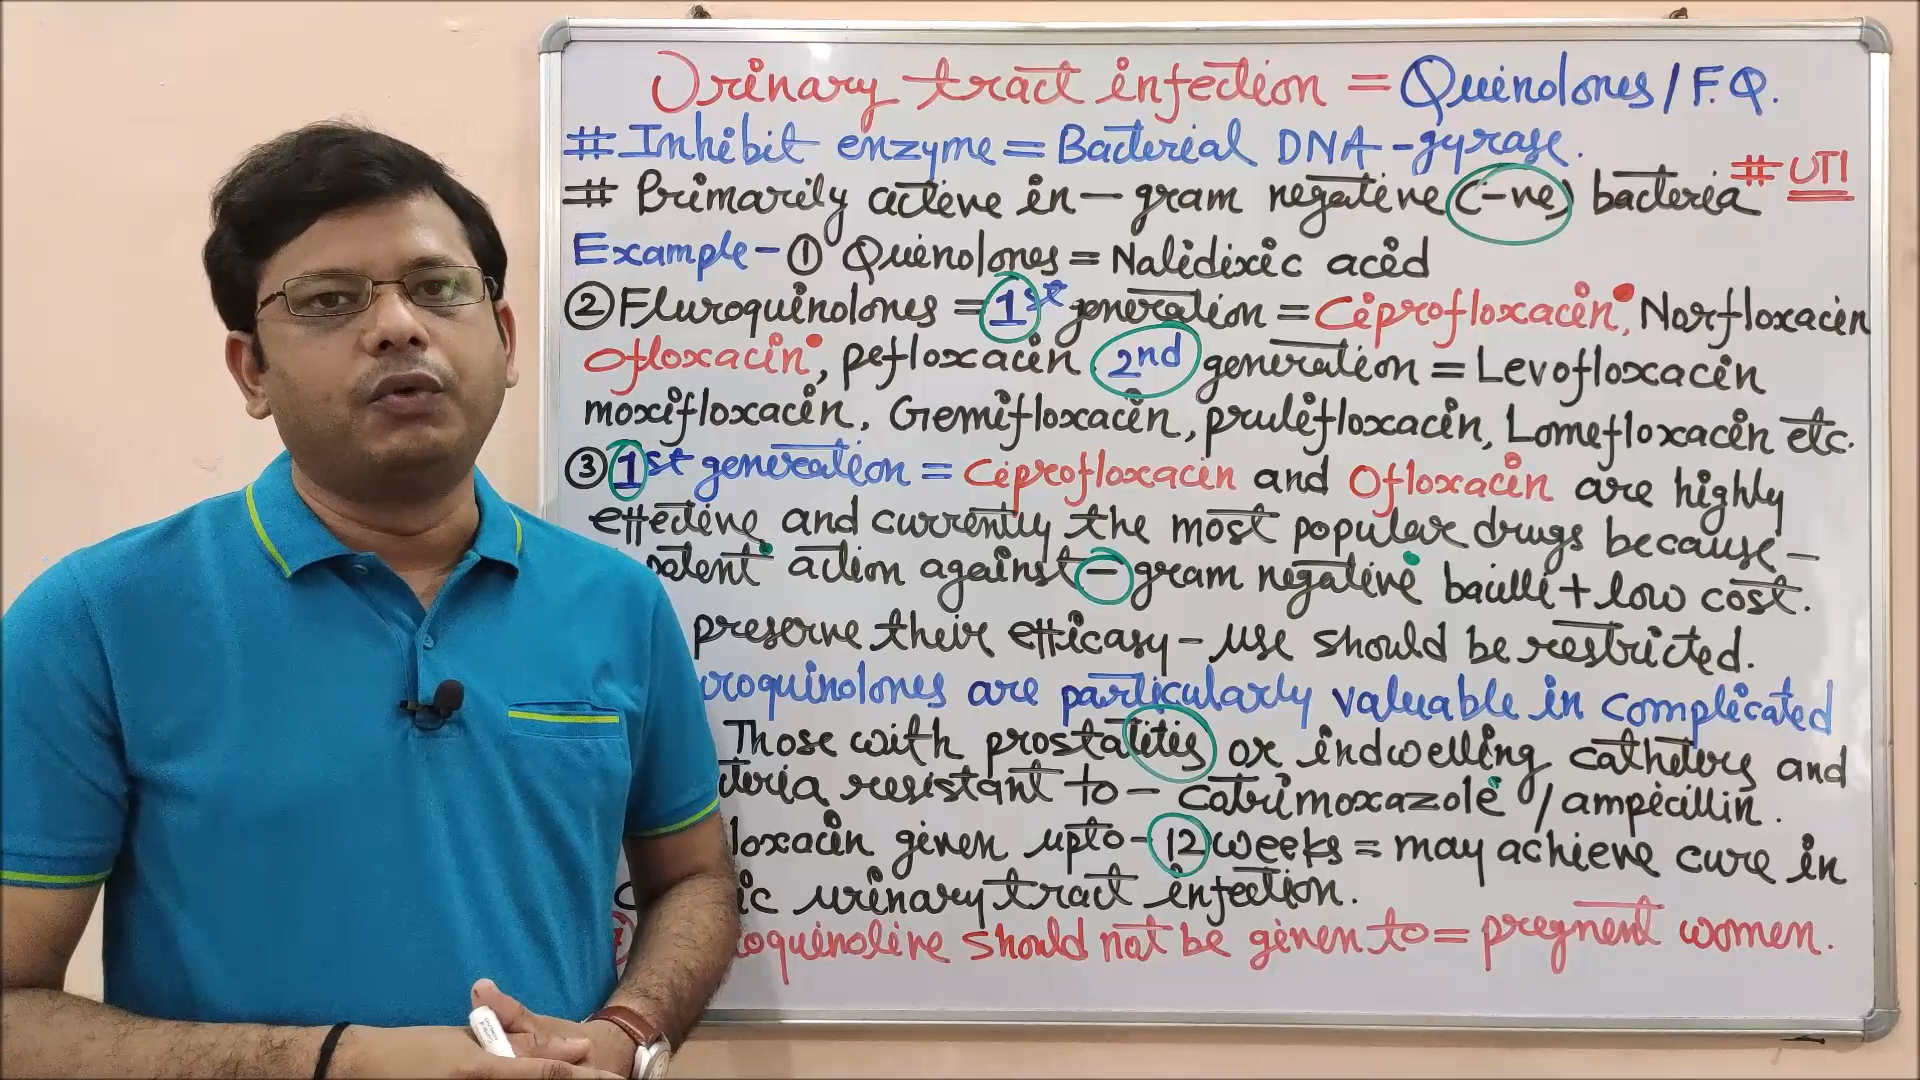 Urinary tract infection = Quinolones / F.Q.
# Inhibit enzyme = Bacterial DNA-gyrase.
# UTI
# Primarily active in - gram negative (-ve) bacteria
Example - ① Quinolones = Nalidixic acid
② Fluroquinolones = 1st generation = Ciprofloxacin, Norfloxacin
Ofloxacin, pefloxacin 2nd generation = Levofloxacin
moxifloxacin, Gemifloxacin, prulifloxacin, Lomefloxacin etc.
③ 1st generation = Ciprofloxacin and Ofloxacin are highly
effective and currently the most popular drugs because -
potent action against - gram negative bacilli + low cost.
preserve their efficasy - use should be restricted.
roquinolones are particularly valuable in complicated
Those with prostatitis or indwelling catheters and
teria resistant to - cotrimoxazole / ampicillin.
loxacin given upto - 12 weeks = may achieve cure in
ic urinary tract infection.
oquinoline should not be given to = pregnent women.